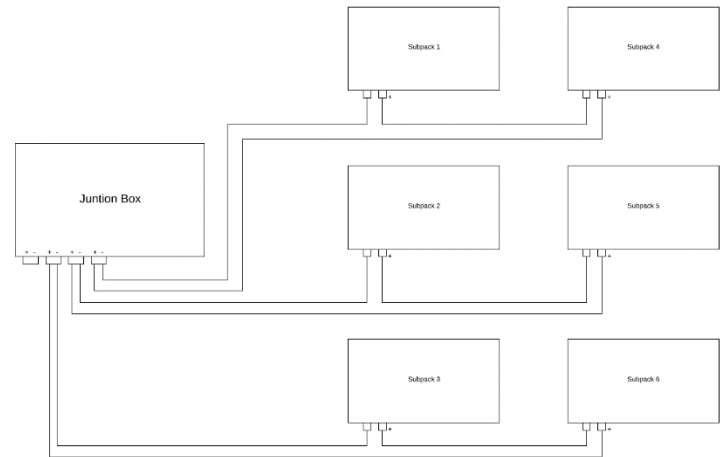 Subpack 1
Subpack 4
+
+
Juntion Box
Subpack 2
Subpack 5
+ - + - + - + -
+
+
Subpack 3
Subpack 6
+
+